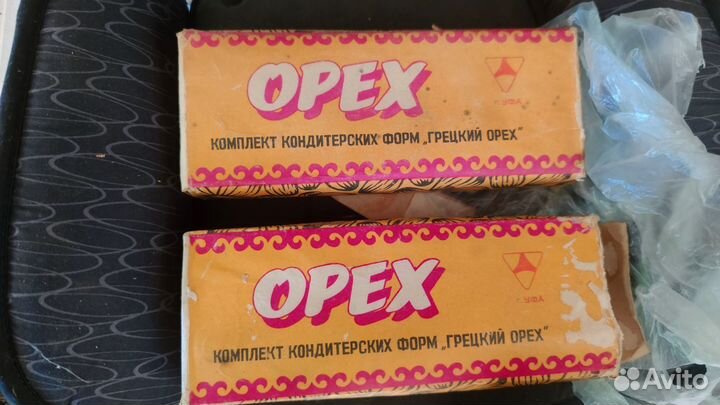 ОРЕХ
г. УФА
КОМПЛЕКТ КОНДИТЕРСКИХ ФОРМ „ГРЕЦКИЙ ОРЕХ"
ОРЕХ
г. УФА
КОМПЛЕКТ КОНДИТЕРСКИХ ФОРМ „ГРЕЦКИЙ ОРЕХ"
Avito